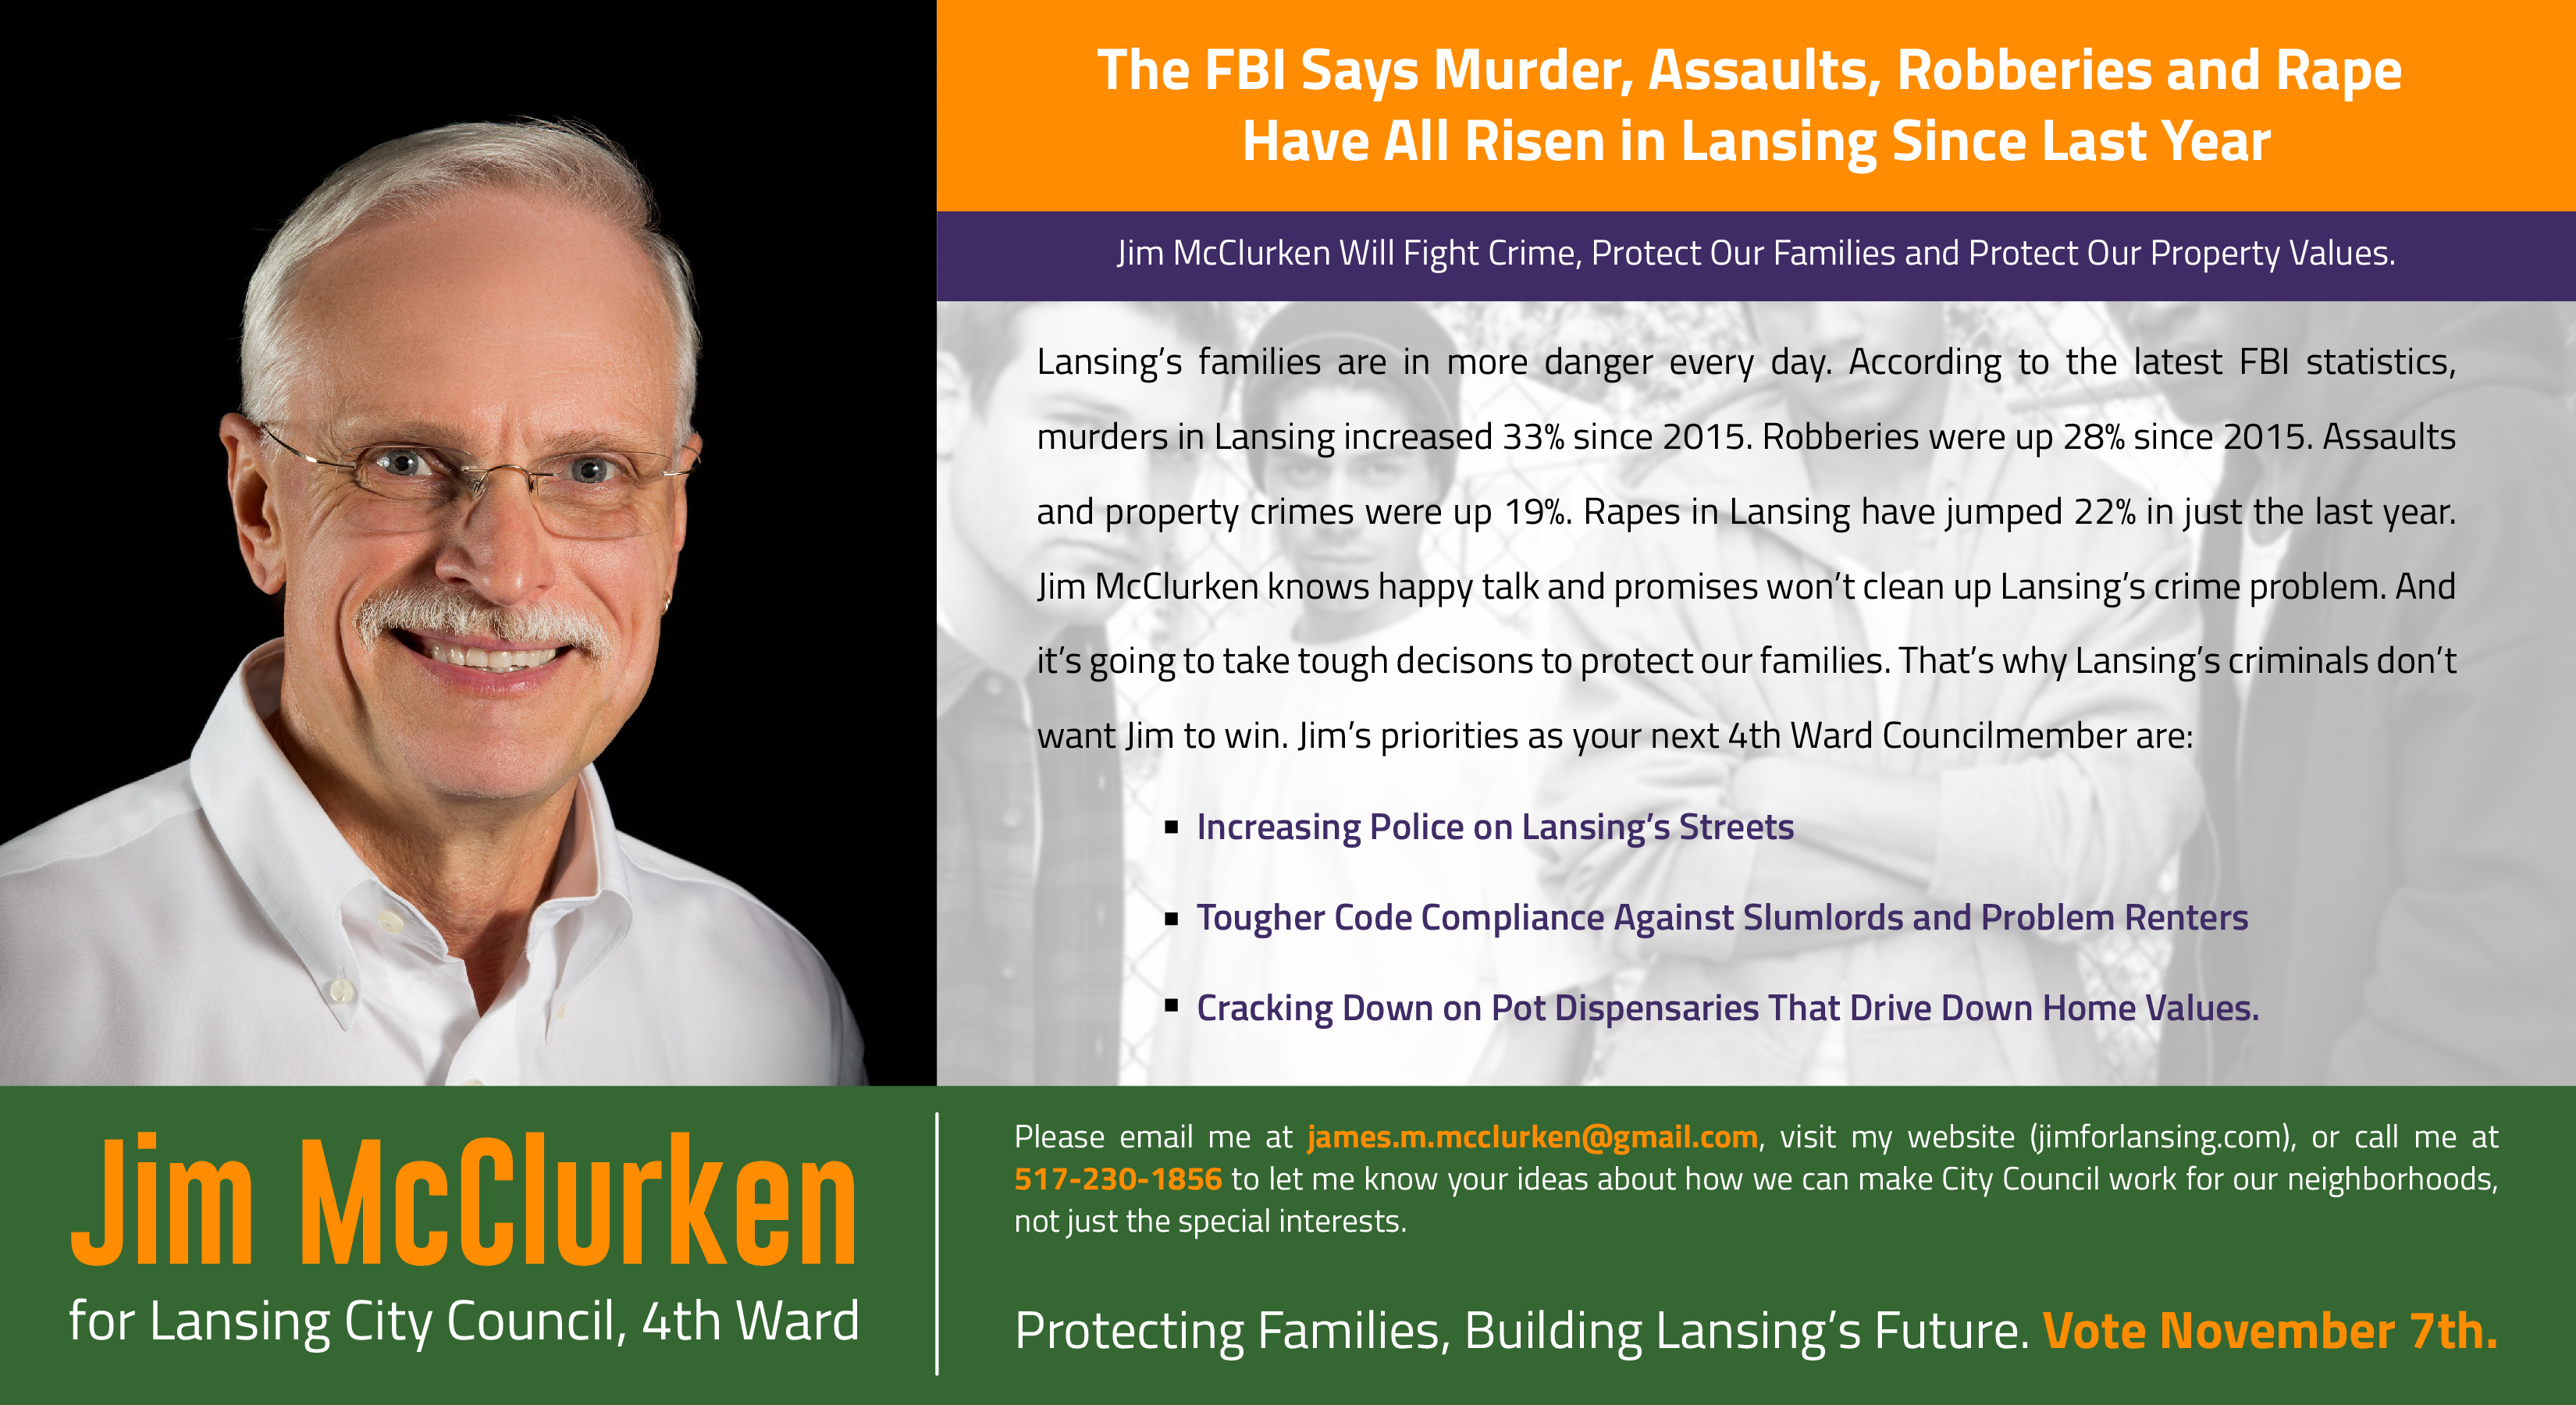 The FBI Says Murder, Assaults, Robberies and Rape
Have All Risen in Lansing Since Last Year
Jim McClurken Will Fight Crime, Protect Our Families and Protect Our Property Values.
Lansing’s families are in more danger every day. According to the latest FBI statistics,
murders in Lansing increased 33% since 2015. Robberies were up 28% since 2015. Assaults
and property crimes were up 19%. Rapes in Lansing have jumped 22% in just the last year.
Jim McClurken knows happy talk and promises won’t clean up Lansing’s crime problem. And
it’s going to take tough decisons to protect our families. That’s why Lansing’s criminals don’t
want Jim to win. Jim’s priorities as your next 4th Ward Councilmember are:
▪ Increasing Police on Lansing’s Streets
▪ Tougher Code Compliance Against Slumlords and Problem Renters
▪ Cracking Down on Pot Dispensaries That Drive Down Home Values.
Jim McClurken
for Lansing City Council, 4th Ward
Please email me at james.m.mcclurken@gmail.com, visit my website (jimforlansing.com), or call me at
517-230-1856 to let me know your ideas about how we can make City Council work for our neighborhoods,
not just the special interests.
Protecting Families, Building Lansing’s Future. Vote November 7th.